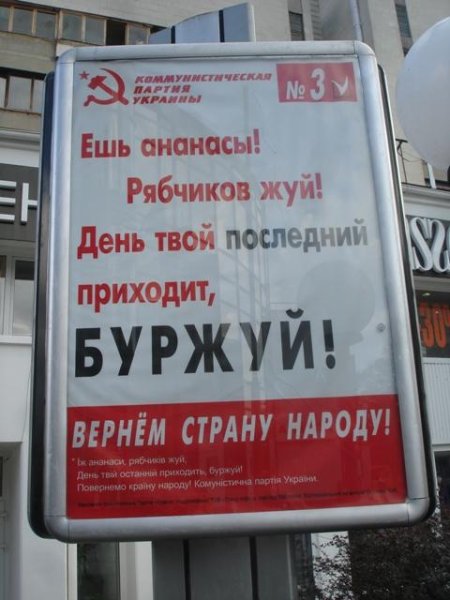 КОММУНИСТИЧЕСКАЯ
ПАРТИЯ
УКРАИНЫ
№3
Ешь ананасы!
Рябчиков жуй!
День твой последний
приходит,
БУРЖУЙ!
ВЕРНЁМ СТРАНУ НАРОДУ!
* Їж ананаси, рябчиків жуй,
День твій останній приходить, буржуй!
Повернемо країну народу! Комуністична партія України.
30